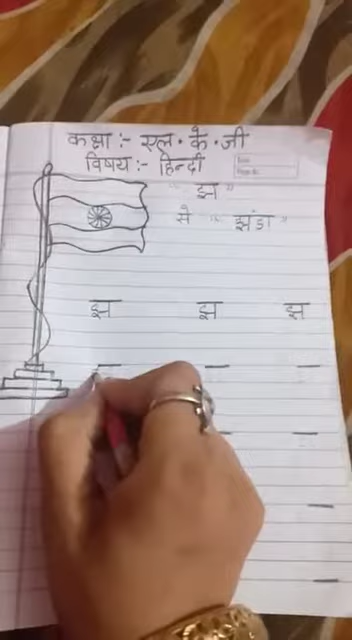 कक्षा :- एल. के. जी
विषय :- हिन्दी
"झ"
से "झंडा"
झ झ झ